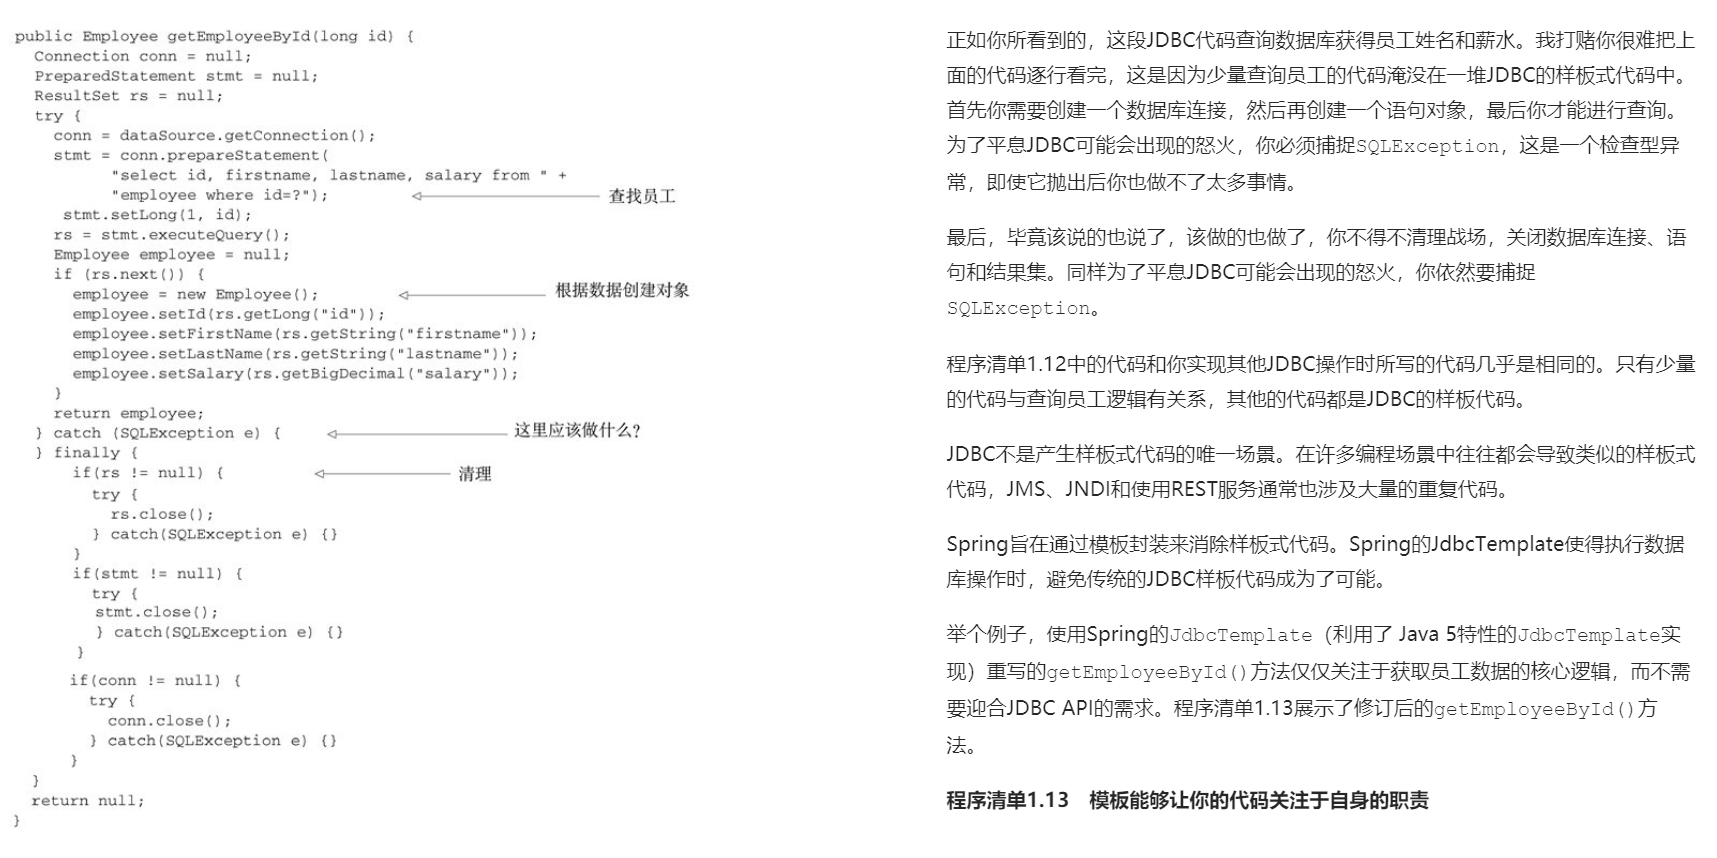 public Employee getEmployeeById(long id) {
Connection conn = null;
PreparedStatement stmt = null;
ResultSet rs = null;
try {
conn = dataSource.getConnection();
stmt = conn.prepareStatement(
"select id, firstname, lastname, salary from " +
"employee where id=?"); 查找员工
stmt.setLong(1, id);
rs = stmt.executeQuery();
Employee employee = null;
if (rs.next()) {
employee = new Employee(); 根据数据创建对象
employee.setId(rs.getLong("id"));
employee.setFirstName(rs.getString("firstname"));
employee.setLastName(rs.getString("lastname"));
employee.setSalary(rs.getBigDecimal("salary"));
}
return employee;
} catch (SQLException e) { 这里应该做什么？
} finally {
if(rs != null) { 清理
try {
rs.close();
} catch(SQLException e) {}
}
if(stmt != null) {
try {
stmt.close();
} catch(SQLException e) {}
}
if(conn != null) {
try {
conn.close();
} catch(SQLException e) {}
}
}
return null;
}
正如你所看到的，这段JDBC代码查询数据库获得员工姓名和薪水。我打赌你很难把上
面的代码逐行看完，这是因为少量查询员工的代码淹没在一堆JDBC的样板式代码中。
首先你需要创建一个数据库连接，然后再创建一个语句对象，最后你才能进行查询。
为了平息JDBC可能会出现的怒火，你必须捕捉SQLException，这是一个检查型异
常，即使它抛出后你也做不了太多事情。
最后，毕竟该说的也说了，该做的也做了，你不得不清理战场，关闭数据库连接、语
句和结果集。同样为了平息JDBC可能会出现的怒火，你依然要捕捉
SQLException。
程序清单1.12中的代码和你实现其他JDBC操作时所写的代码几乎是相同的。只有少量
的代码与查询员工逻辑有关系，其他的代码都是JDBC的样板代码。
JDBC不是产生样板式代码的唯一场景。在许多编程场景中往往都会导致类似的样板式
代码，JMS、JNDI和使用REST服务通常也涉及大量的重复代码。
Spring旨在通过模板封装来消除样板式代码。Spring的JdbcTemplate使得执行数据
库操作时，避免传统的JDBC样板代码成为了可能。
举个例子，使用Spring的JdbcTemplate（利用了 Java 5特性的JdbcTemplate实
现）重写的getEmployeeById()方法仅仅关注于获取员工数据的核心逻辑，而不需
要迎合JDBC API的需求。程序清单1.13展示了修订后的getEmployeeById()方
法。
程序清单1.13　模板能够让你的代码关注于自身的职责